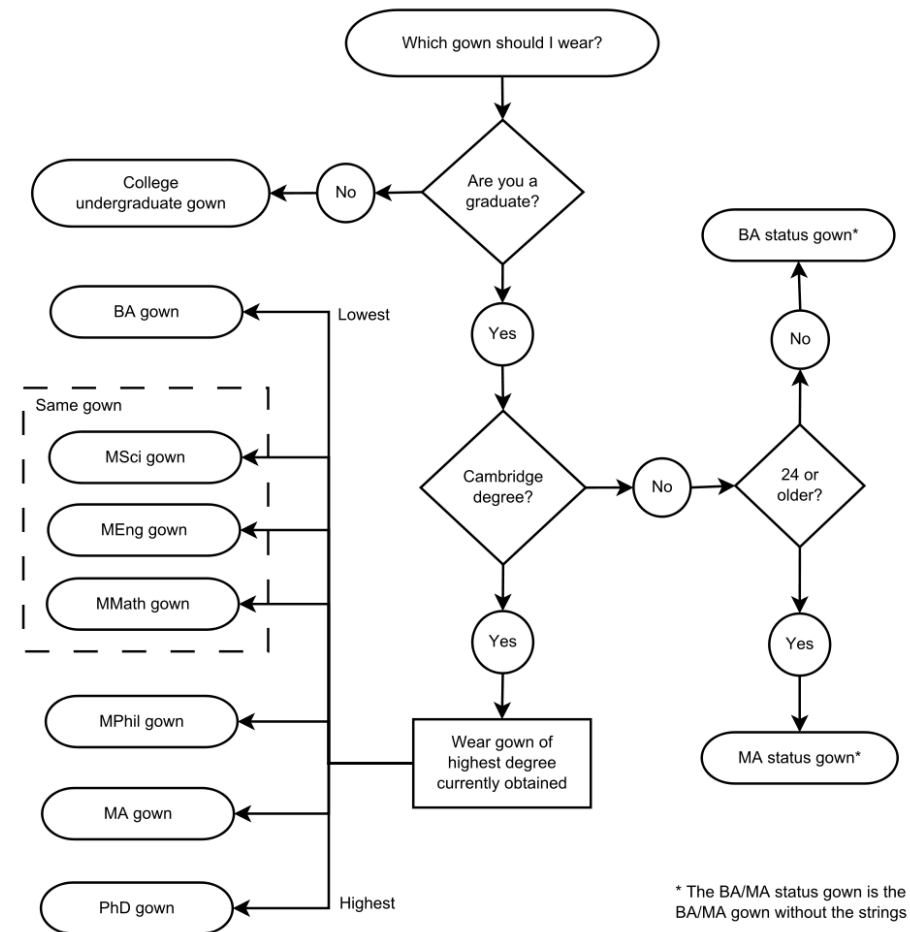 Which gown should I wear?
Are you a
graduate?
No
College
undergraduate gown
Yes
Cambridge
degree?
No
24 or
older?
No
BA status gown*
Yes
MA status gown*
Yes
Wear gown of
highest degree
currently obtained
Lowest
BA gown
Same gown
MSci gown
MEng gown
MMath gown
MPhil gown
MA gown
PhD gown
Highest
* The BA/MA status gown is the
BA/MA gown without the strings